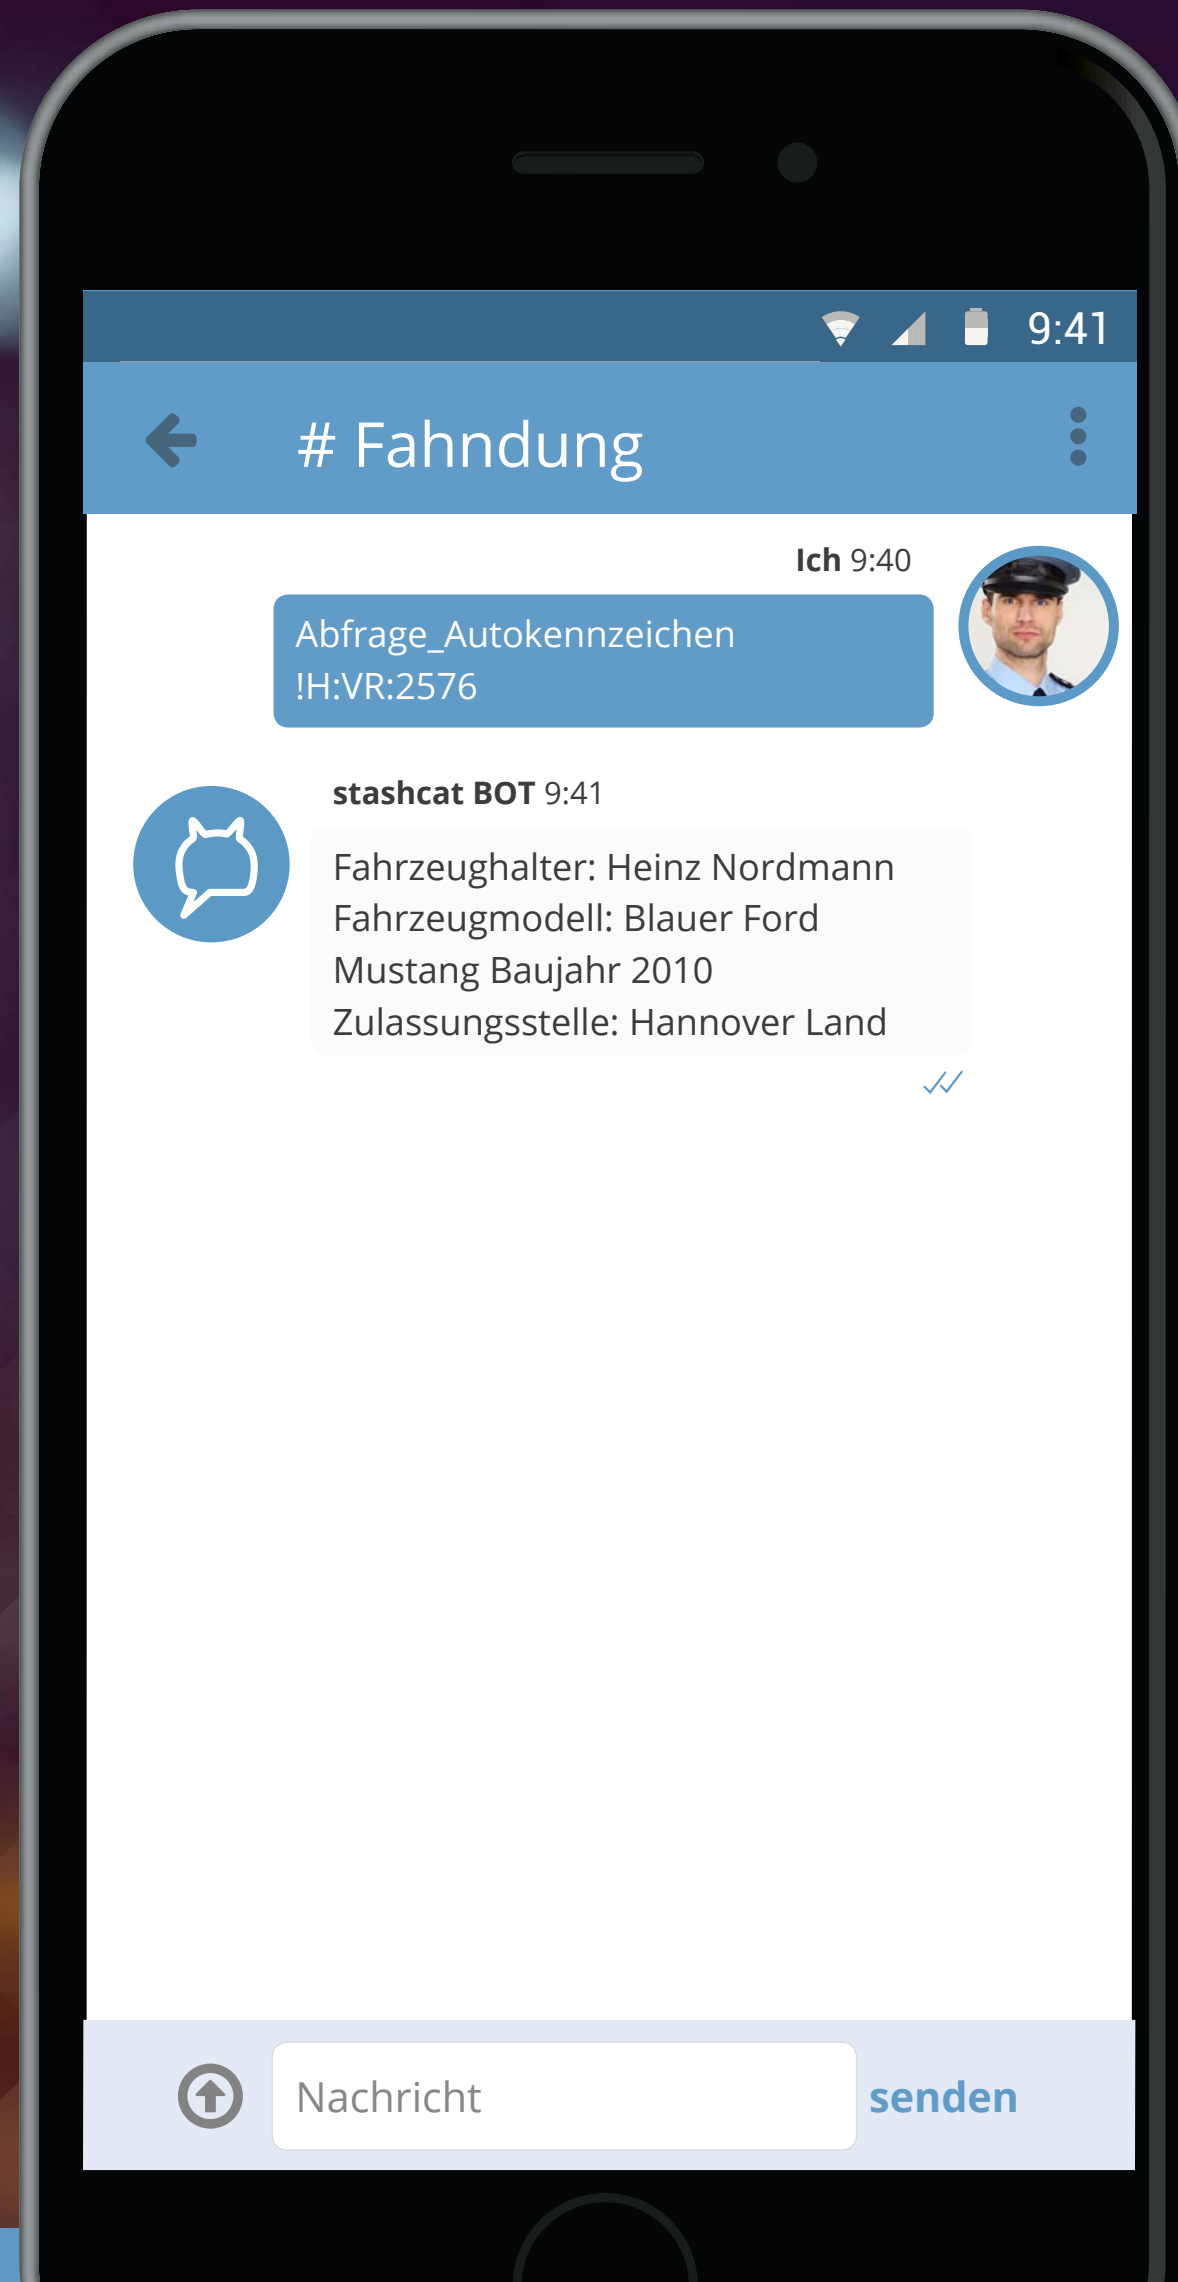 9:41
# Fahndung
Ich 9:40
Abfrage_Autokennzeichen
!H:VR:2576
stashcat BOT 9:41
Fahrzeughalter: Heinz Nordmann
Fahrzeugmodell: Blauer Ford
Mustang Baujahr 2010
Zulassungsstelle: Hannover Land
Nachricht
senden